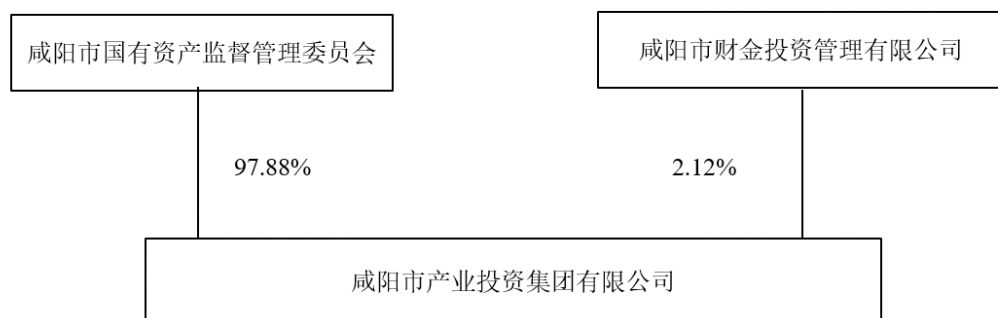 咸阳市国有资产监督管理委员会
咸阳市财金投资管理有限公司
97.88%
2.12%
咸阳市产业投资集团有限公司